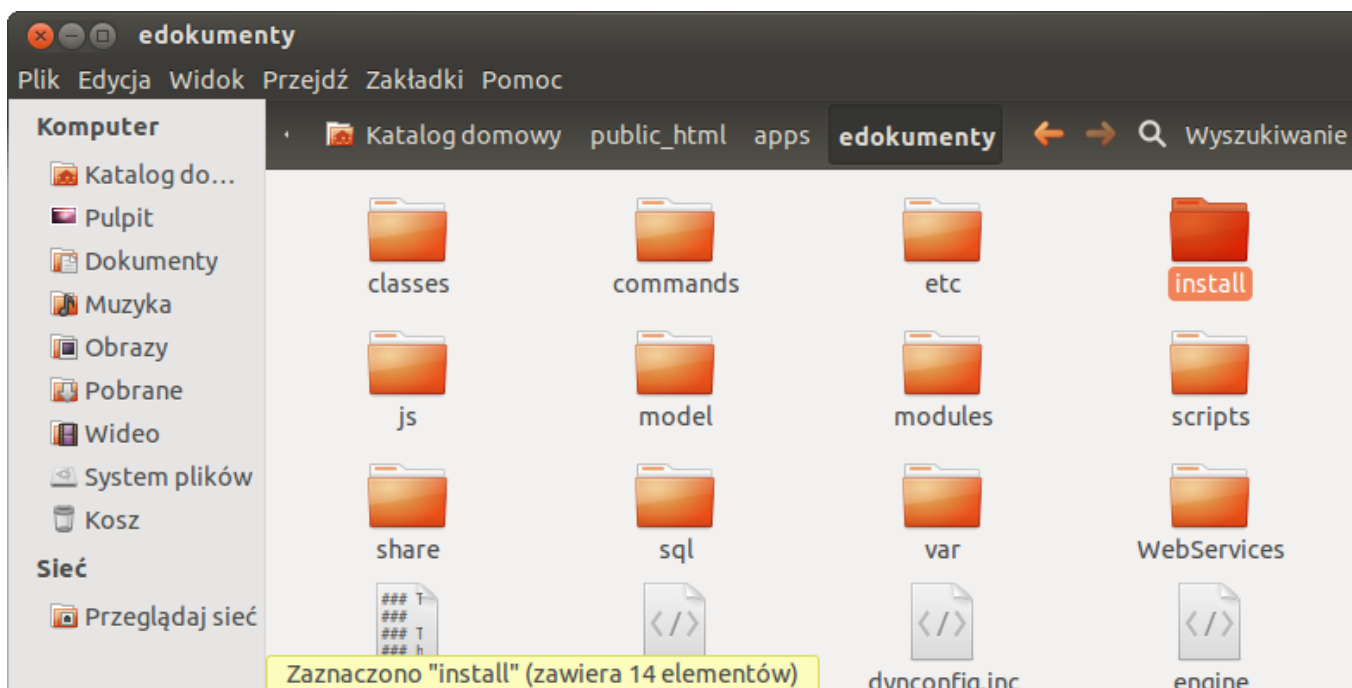 edokumenty
Plik Edycja Widok Przejdź Zakładki Pomoc
Komputer
Katalog do...
Pulpit
Dokumenty
Muzyka
Obrazy
Pobrane
Wideo
System plików
Kosz
Sieć
Przeglądaj sieć
Katalog domowy public_html apps edokumenty Wyszukiwanie
classes commands etc install
js model modules scripts
share sql var WebServices
### T
###
### T
### h
dynconfig.inc engine
Zaznaczono "install" (zawiera 14 elementów)